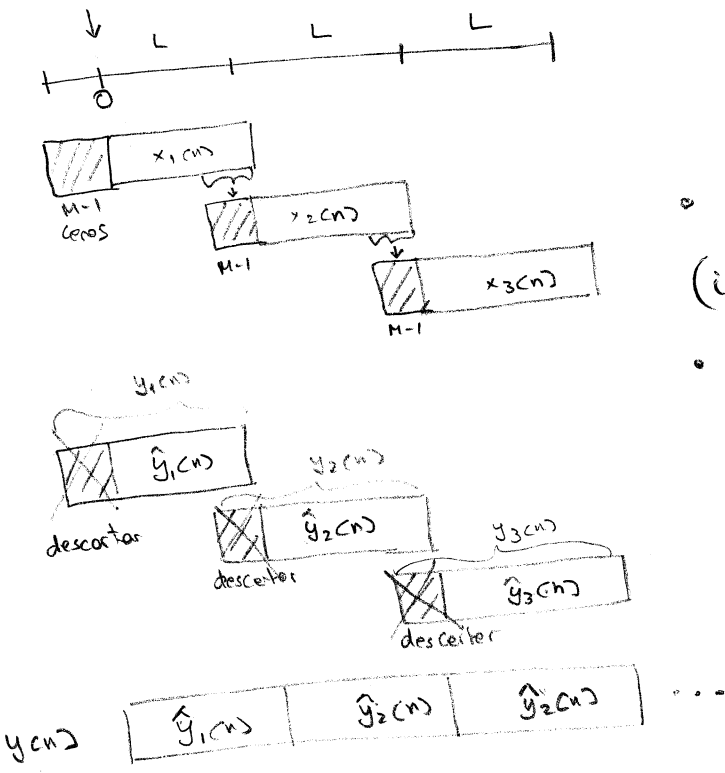 L L L
0
x₁(n)
M-1
ceros
x₂(n)
M-1
x₃(n)
M-1
(i
y₁(n)
ŷ₁(n)
descartar
y₂(n)
ŷ₂(n)
descartar
y₃(n)
ŷ₃(n)
descartar
y(n) ŷ₁(n) ŷ₂(n) ŷ₂(n) ...